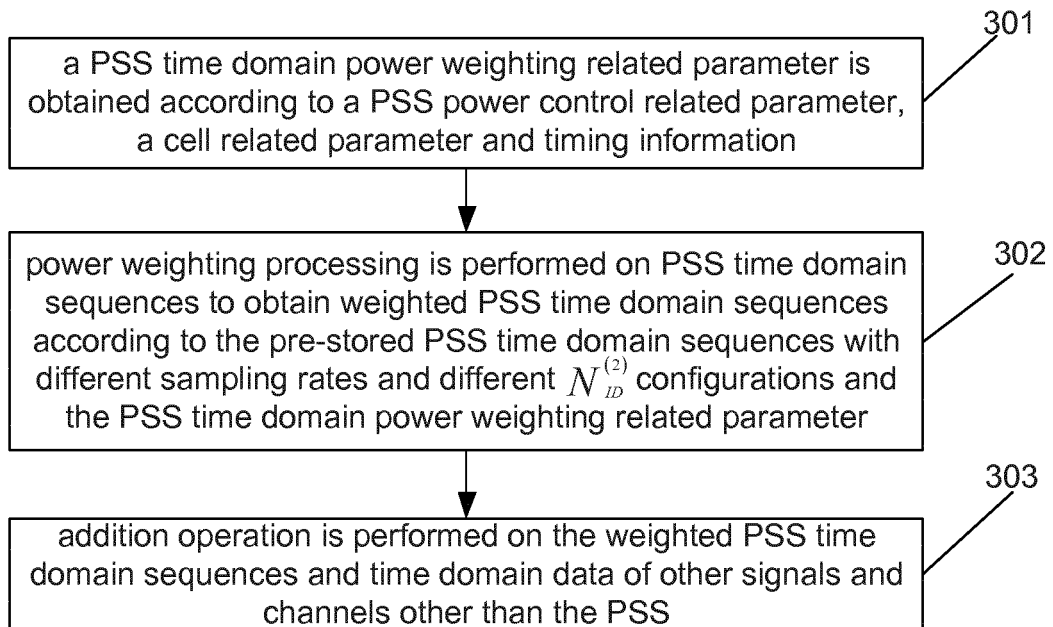 301
a PSS time domain power weighting related parameter is
obtained according to a PSS power control related parameter,
a cell related parameter and timing information
302
power weighting processing is performed on PSS time domain
sequences to obtain weighted PSS time domain sequences
according to the pre-stored PSS time domain sequences with
different sampling rates and different N_{ID}^{(2)} configurations and
the PSS time domain power weighting related parameter
303
addition operation is performed on the weighted PSS time
domain sequences and time domain data of other signals and
channels other than the PSS